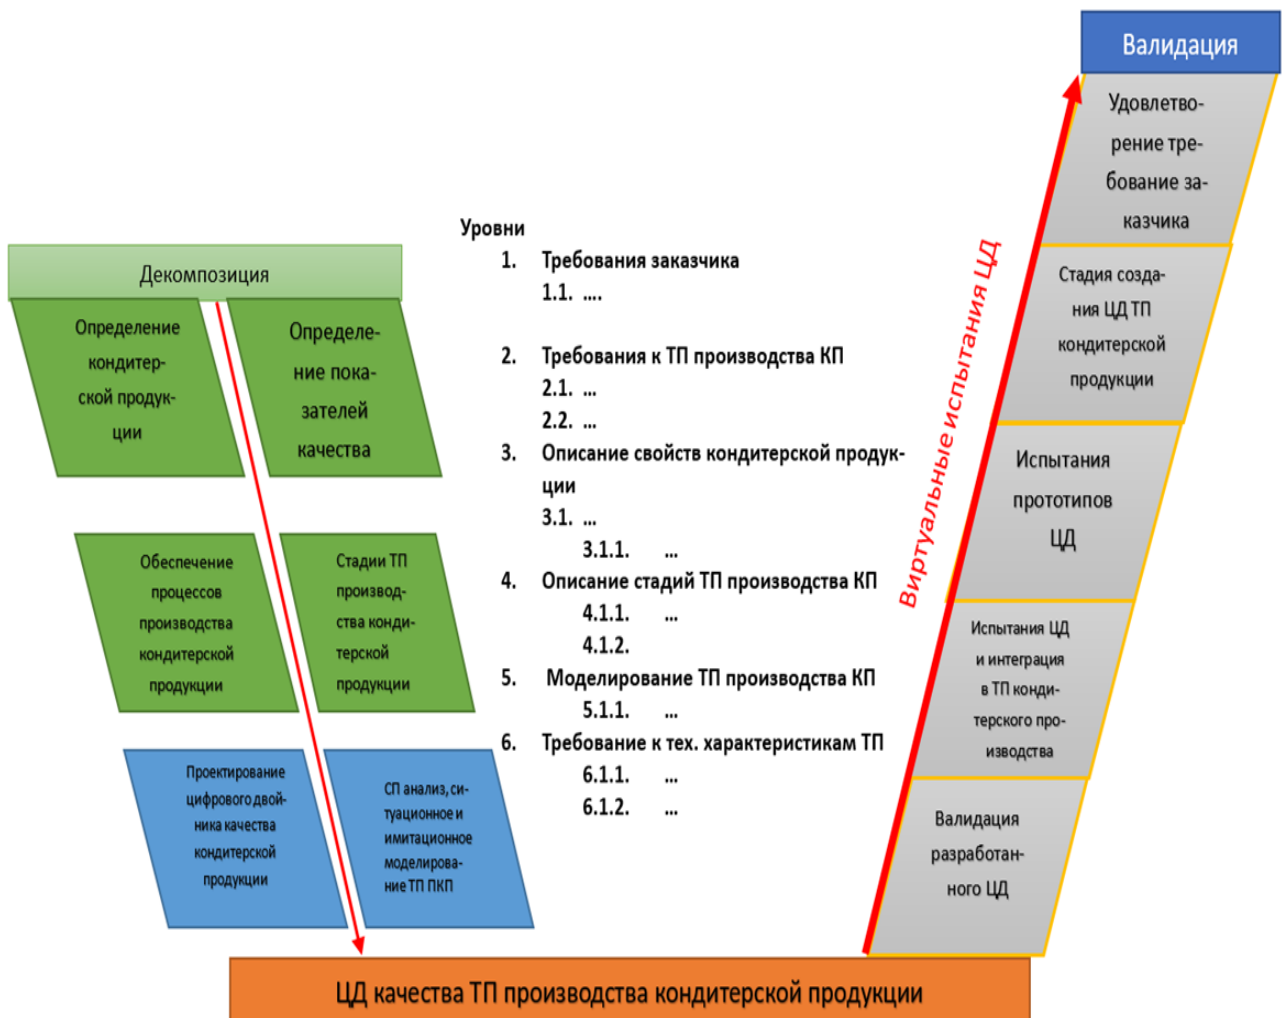 Валидация
Удовлетво-
рение тре-
бование за-
казчика
Стадия созда-
ния ЦД ТП
кондитерской
продукции
Испытания
прототипов
ЦД
Испытания ЦД
и интеграция
в ТП конди-
терского про-
изводства
Валидация
разработан-
ного ЦД
Виртуальные испытания ЦД
Уровни
1. Требования заказчика
1.1. ....
2. Требования к ТП производства КП
2.1. ...
2.2. ...
3. Описание свойств кондитерской продук-
ции
3.1. ...
3.1.1. ...
4. Описание стадий ТП производства КП
4.1.1. ...
4.1.2.
5. Моделирование ТП производства КП
5.1.1. ...
6. Требование к тех. характеристикам ТП
6.1.1. ...
6.1.2. ...
Декомпозиция
Определение
кондитер-
ской продук-
ции
Определе-
ние пока-
зателей
качества
Обеспечение
процессов
производства
кондитерской
продукции
Стадии ТП
производ-
ства конди-
терской
продукции
Проектирование
цифрового двой-
ника качества
кондитерской
продукции
СП анализ, си-
туационное и
имитационное
моделирова-
ние ТП ПКП
ЦД качества ТП производства кондитерской продукции